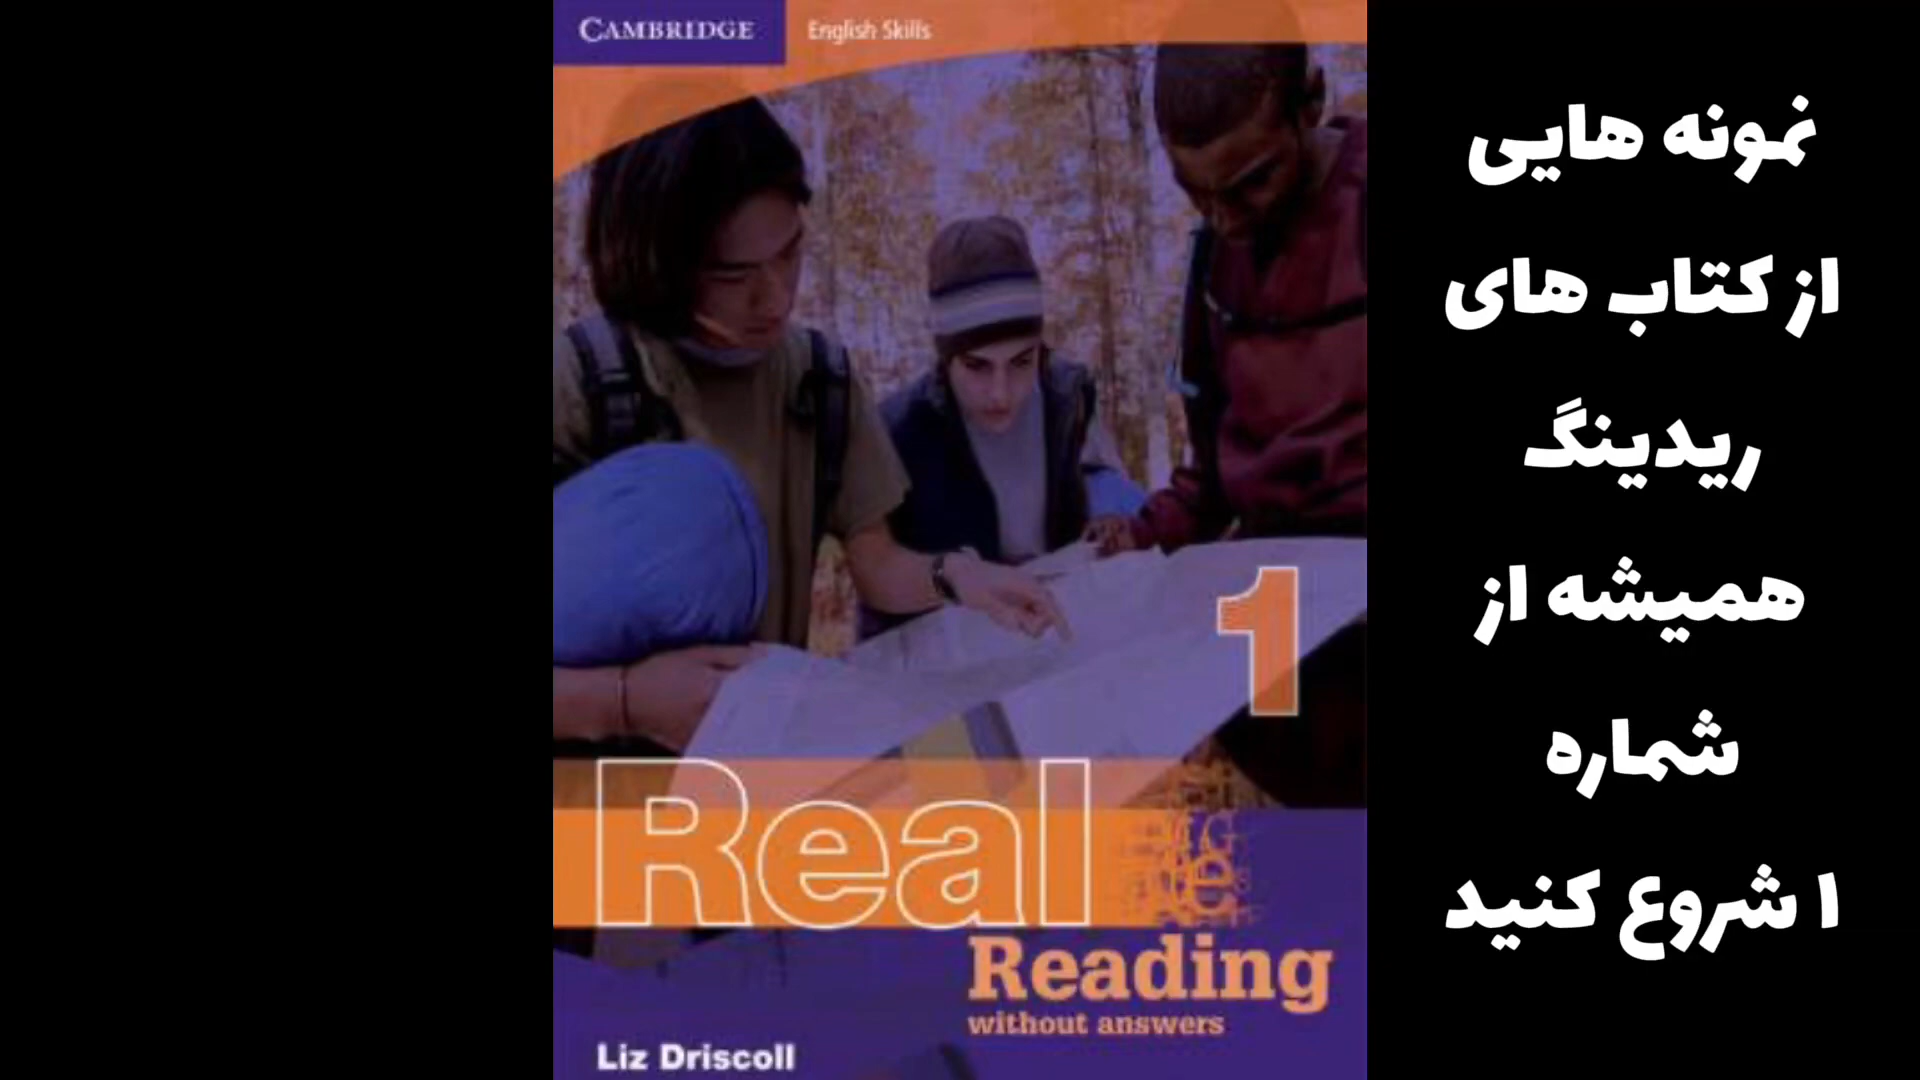 CAMBRIDGE English Skills
1
Real
Reading
without answers
Liz Driscoll
نمونه هایی
از کتاب های
ریدینگ
همیشه از
شماره
۱ شروع کنید